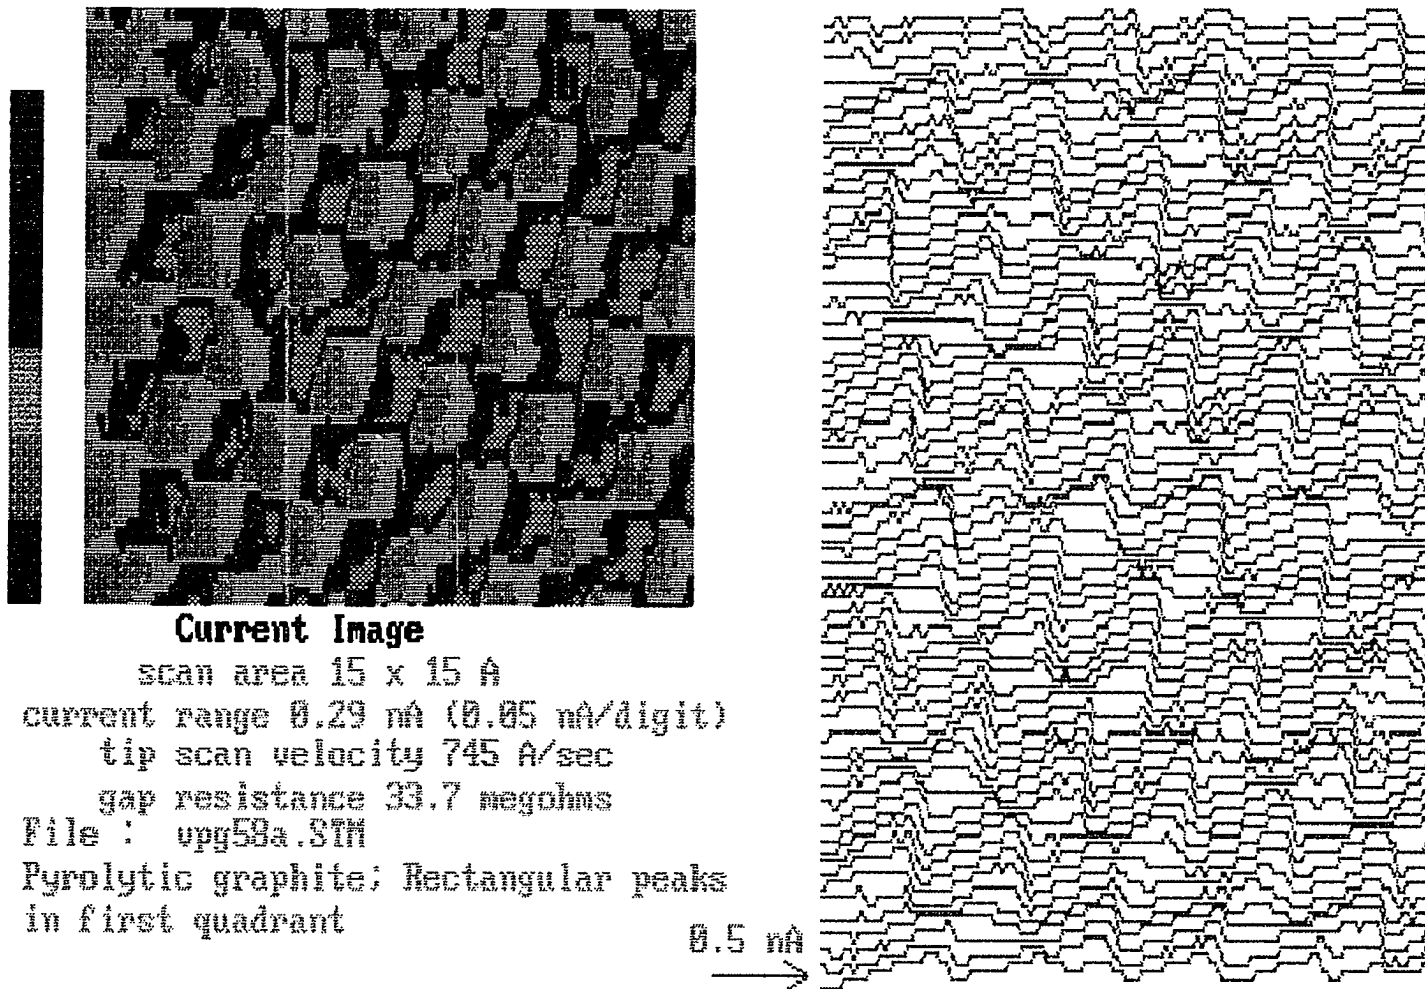 Current Image
scan area 15 x 15 A
current range 0.29 nA (0.05 nA/digit)
tip scan velocity 745 A/sec
gap resistance 33.7 megohms
File : vpg58a.STM
Pyrolytic graphite; Rectangular peaks
in first quadrant
0.5 nA